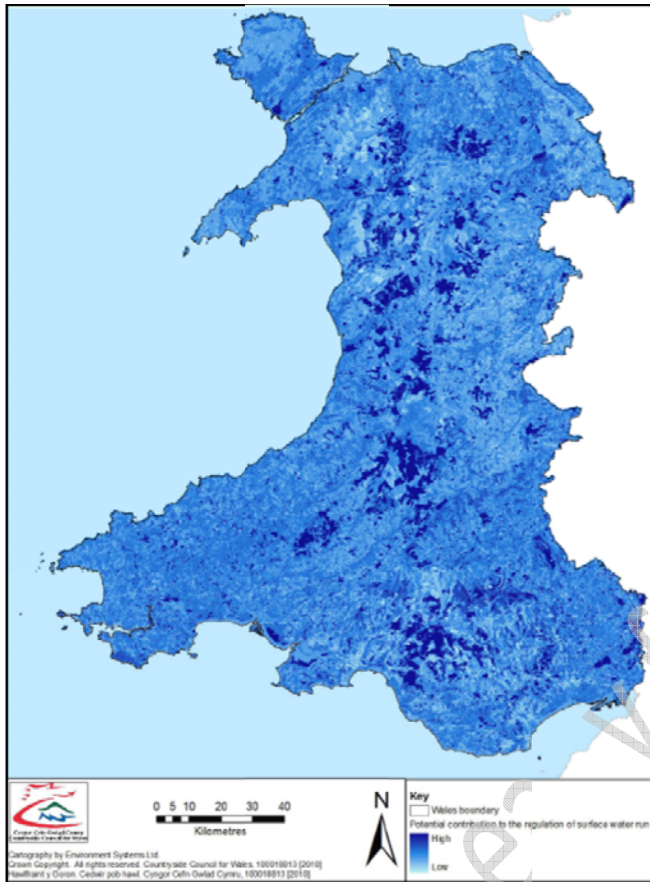 Key
Wales boundary
Potential contribution to the regulation of surface water run
High
Low
N
0 5 10 20 30 40
Kilometres
Cyngor Cefn Gwlad Cymru
Countryside Council for Wales
Cartography by Environment Systems Ltd
Crown Copyright. All rights reserved. Countryside Council for Wales, 100018813 [2010]
Hawlfraint y Goron. Cedwir pob hawl. Cyngor Cefn Gwlad Cymru, 100018813 [2010]